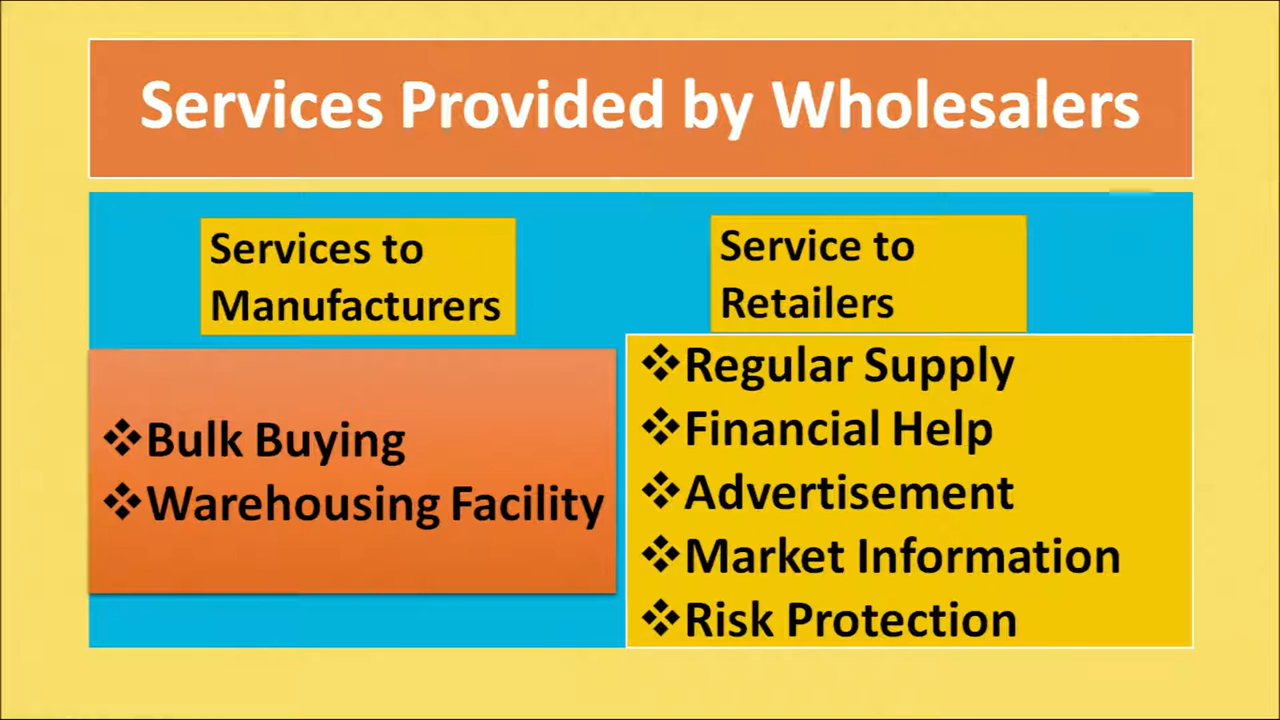 Services Provided by Wholesalers
Services to
Manufacturers
❖Bulk Buying
❖Warehousing Facility
Service to
Retailers
❖Regular Supply
❖Financial Help
❖Advertisement
❖Market Information
❖Risk Protection